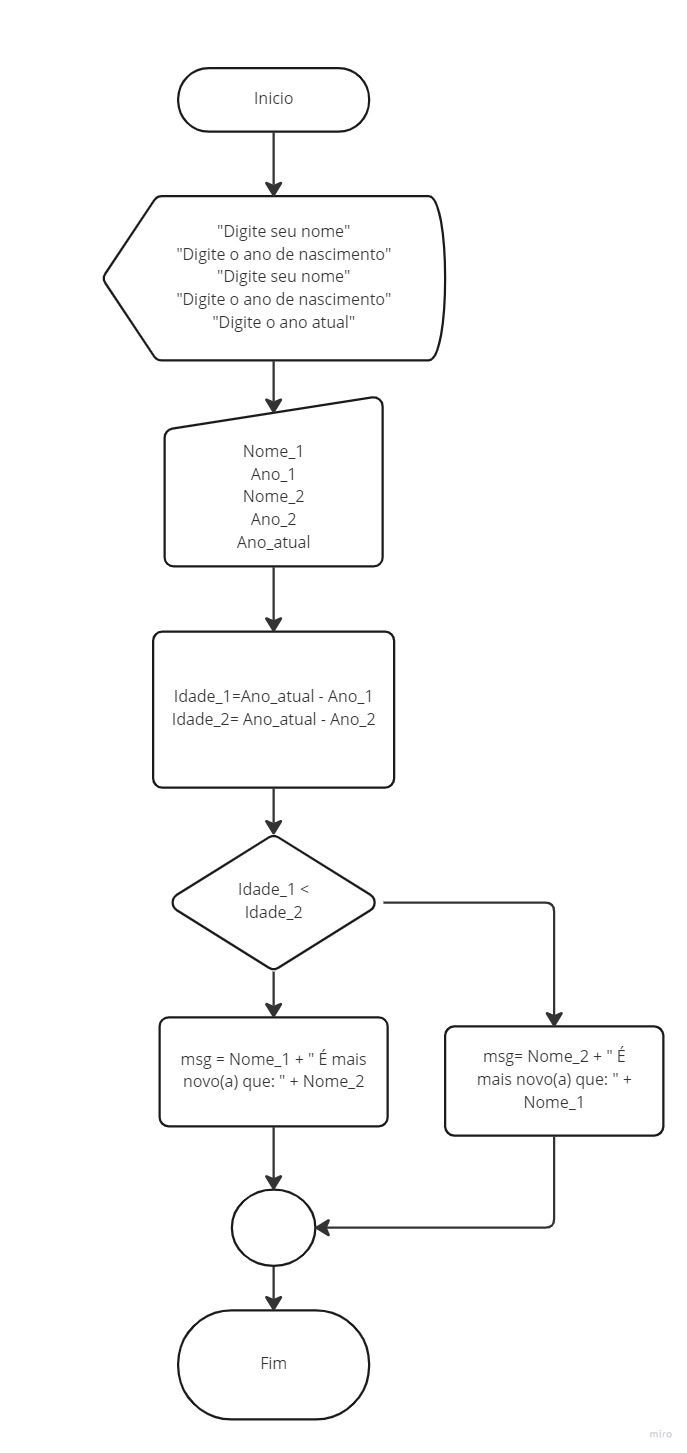 Inicio
"Digite seu nome"
"Digite o ano de nascimento"
"Digite seu nome"
"Digite o ano de nascimento"
"Digite o ano atual"
Nome_1
Ano_1
Nome_2
Ano_2
Ano_atual
Idade_1=Ano_atual - Ano_1
Idade_2= Ano_atual - Ano_2
Idade_1 <
Idade_2
msg = Nome_1 + " É mais
novo(a) que: " + Nome_2
msg= Nome_2 + " É
mais novo(a) que: " +
Nome_1
Fim
miro